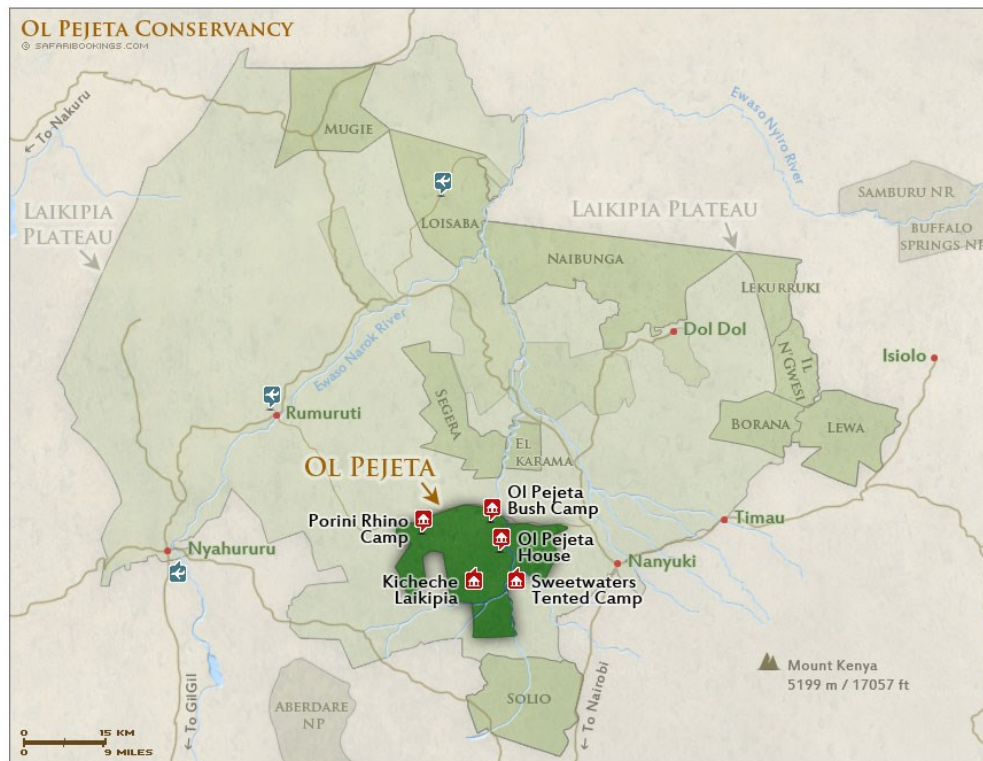 OL PEJETA CONSERVANCY
© SAFARIBOOKINGS.COM
← To Nakuru
MUGIE
Ewaso Nyiro River
LAIKIPIA
PLATEAU
LOISABA
LAIKIPIA PLATEAU
SAMBURU NR
BUFFALO
SPRINGS NP
NAIBUNGA
LEKURRUKI
Ewaso Narok River
Dol Dol
IL
N'GWESI
Isiolo
SEGERA
Rumuruti
BORANA
LEWA
EL
KARAMA
OL PEJETA
Ol Pejeta
Bush Camp
Porini Rhino
Camp
Timau
Ol Pejeta
House
Nyahururu
Nanyuki
Kicheche
Laikipia
Sweetwaters
Tented Camp
Mount Kenya
5199 m / 17057 ft
SOLIO
ABERDARE
NP
← To GilGil
← To Nairobi
0 15 KM
0 9 MILES